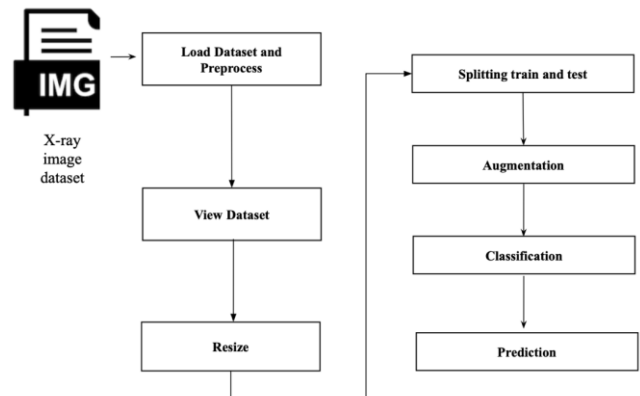 IMG
X-ray
image
dataset
Load Dataset and
Preprocess
View Dataset
Resize
Splitting train and test
Augmentation
Classification
Prediction